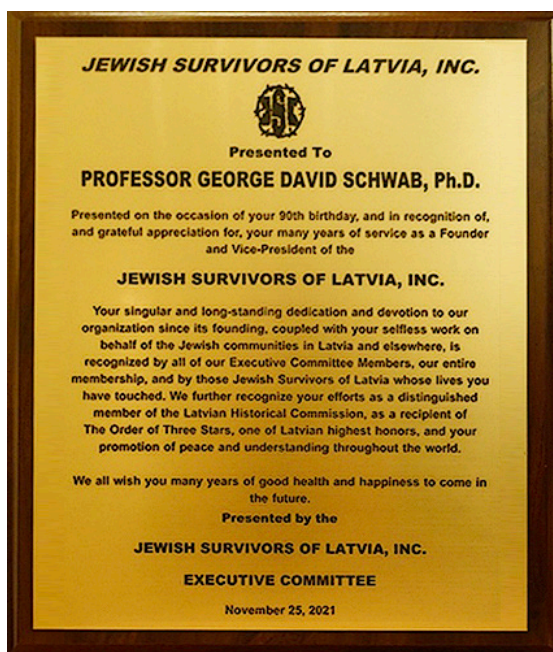 JEWISH SURVIVORS OF LATVIA, INC.
JSL
Presented To
PROFESSOR GEORGE DAVID SCHWAB, Ph.D.
Presented on the occasion of your 90th birthday, and in recognition of,
and grateful appreciation for, your many years of service as a Founder
and Vice-President of the
JEWISH SURVIVORS OF LATVIA, INC.
Your singular and long-standing dedication and devotion to our
organization since its founding, coupled with your selfless work on
behalf of the Jewish communities in Latvia and elsewhere, is
recognized by all of our Executive Committee Members, our entire
membership, and by those Jewish Survivors of Latvia whose lives you
have touched. We further recognize your efforts as a distinguished
member of the Latvian Historical Commission, as a recipient of
The Order of Three Stars, one of Latvian highest honors, and your
promotion of peace and understanding throughout the world.
We all wish you many years of good health and happiness to come in
the future.
Presented by the
JEWISH SURVIVORS OF LATVIA, INC.
EXECUTIVE COMMITTEE
November 25, 2021